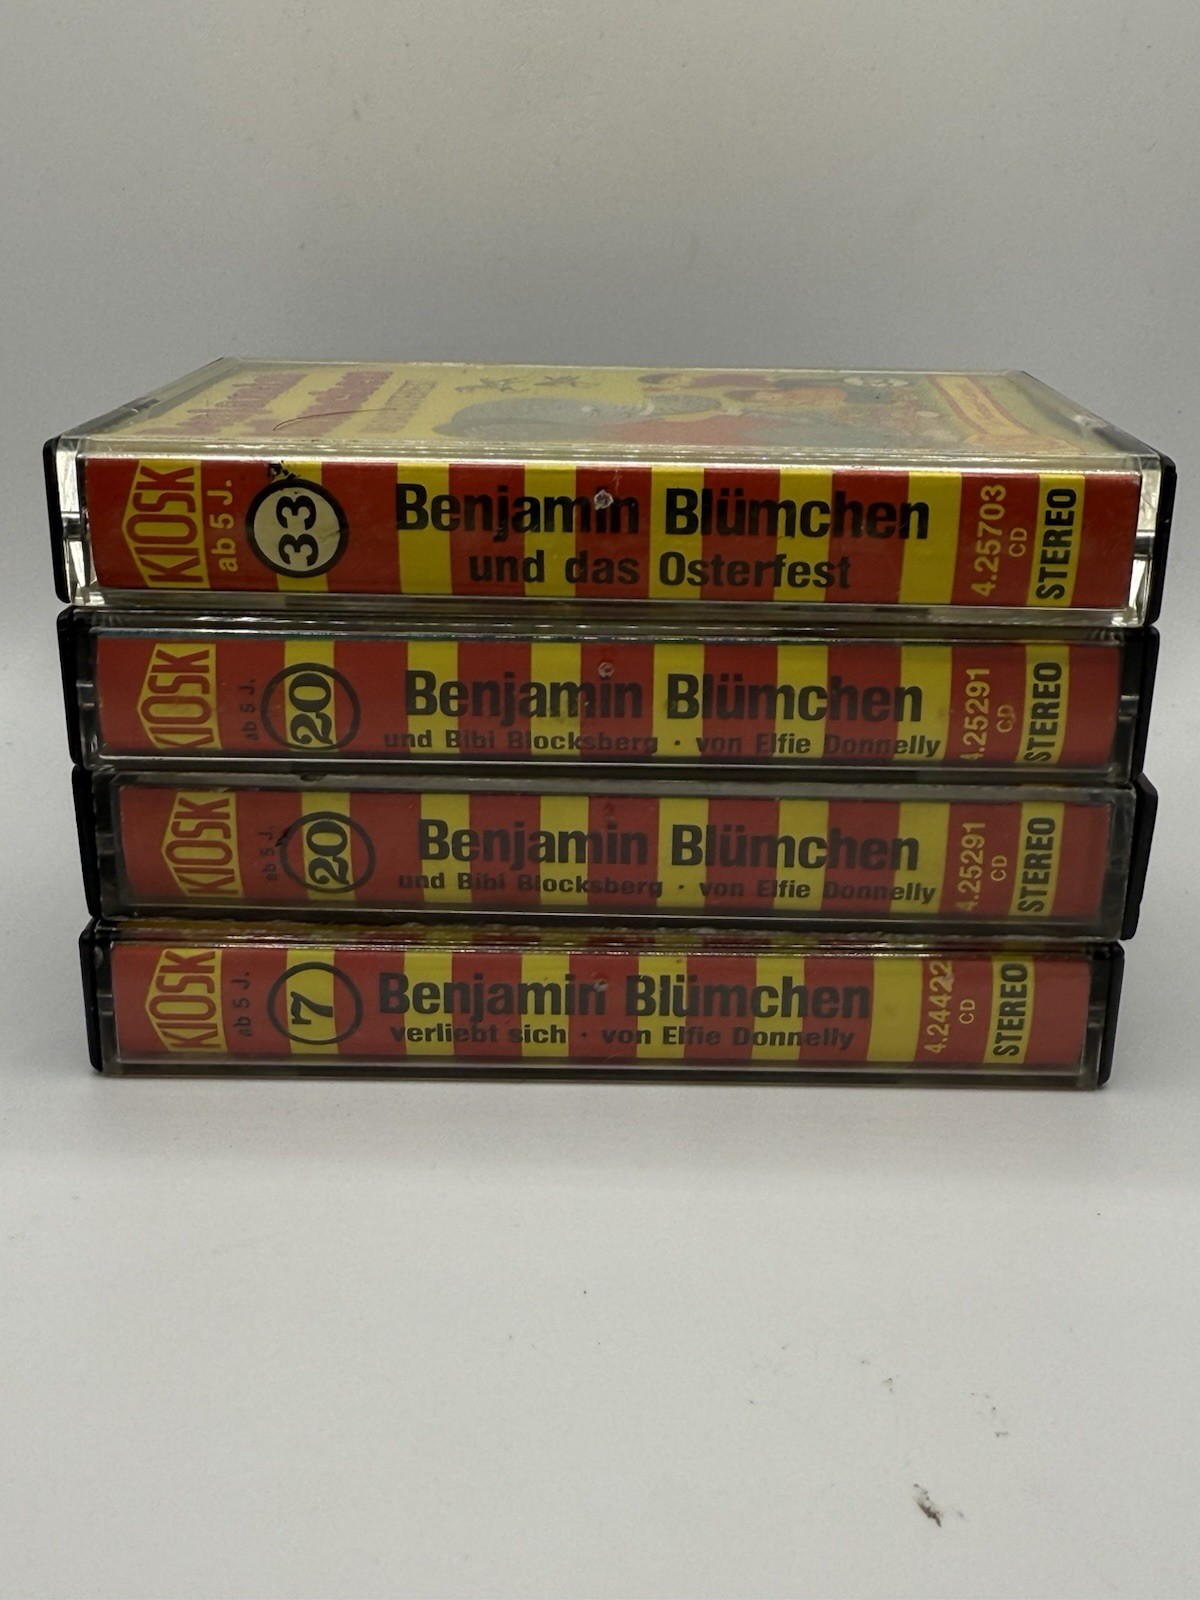 Benjamin
Blümchen
KIOSK
ab 5 J.
33
Benjamin Blümchen
und das Osterfest
4.25703
CD
STEREO
KIOSK
ab 5 J.
20
Benjamin Blümchen
und Bibi Blocksberg · von Elfie Donnelly
4.25291
CD
STEREO
KIOSK
ab 5 J.
20
Benjamin Blümchen
und Bibi Blocksberg · von Elfie Donnelly
4.25291
CD
STEREO
KIOSK
ab 5 J.
7
Benjamin Blümchen
verliebt sich · von Elfie Donnelly
4.24422
CD
STEREO